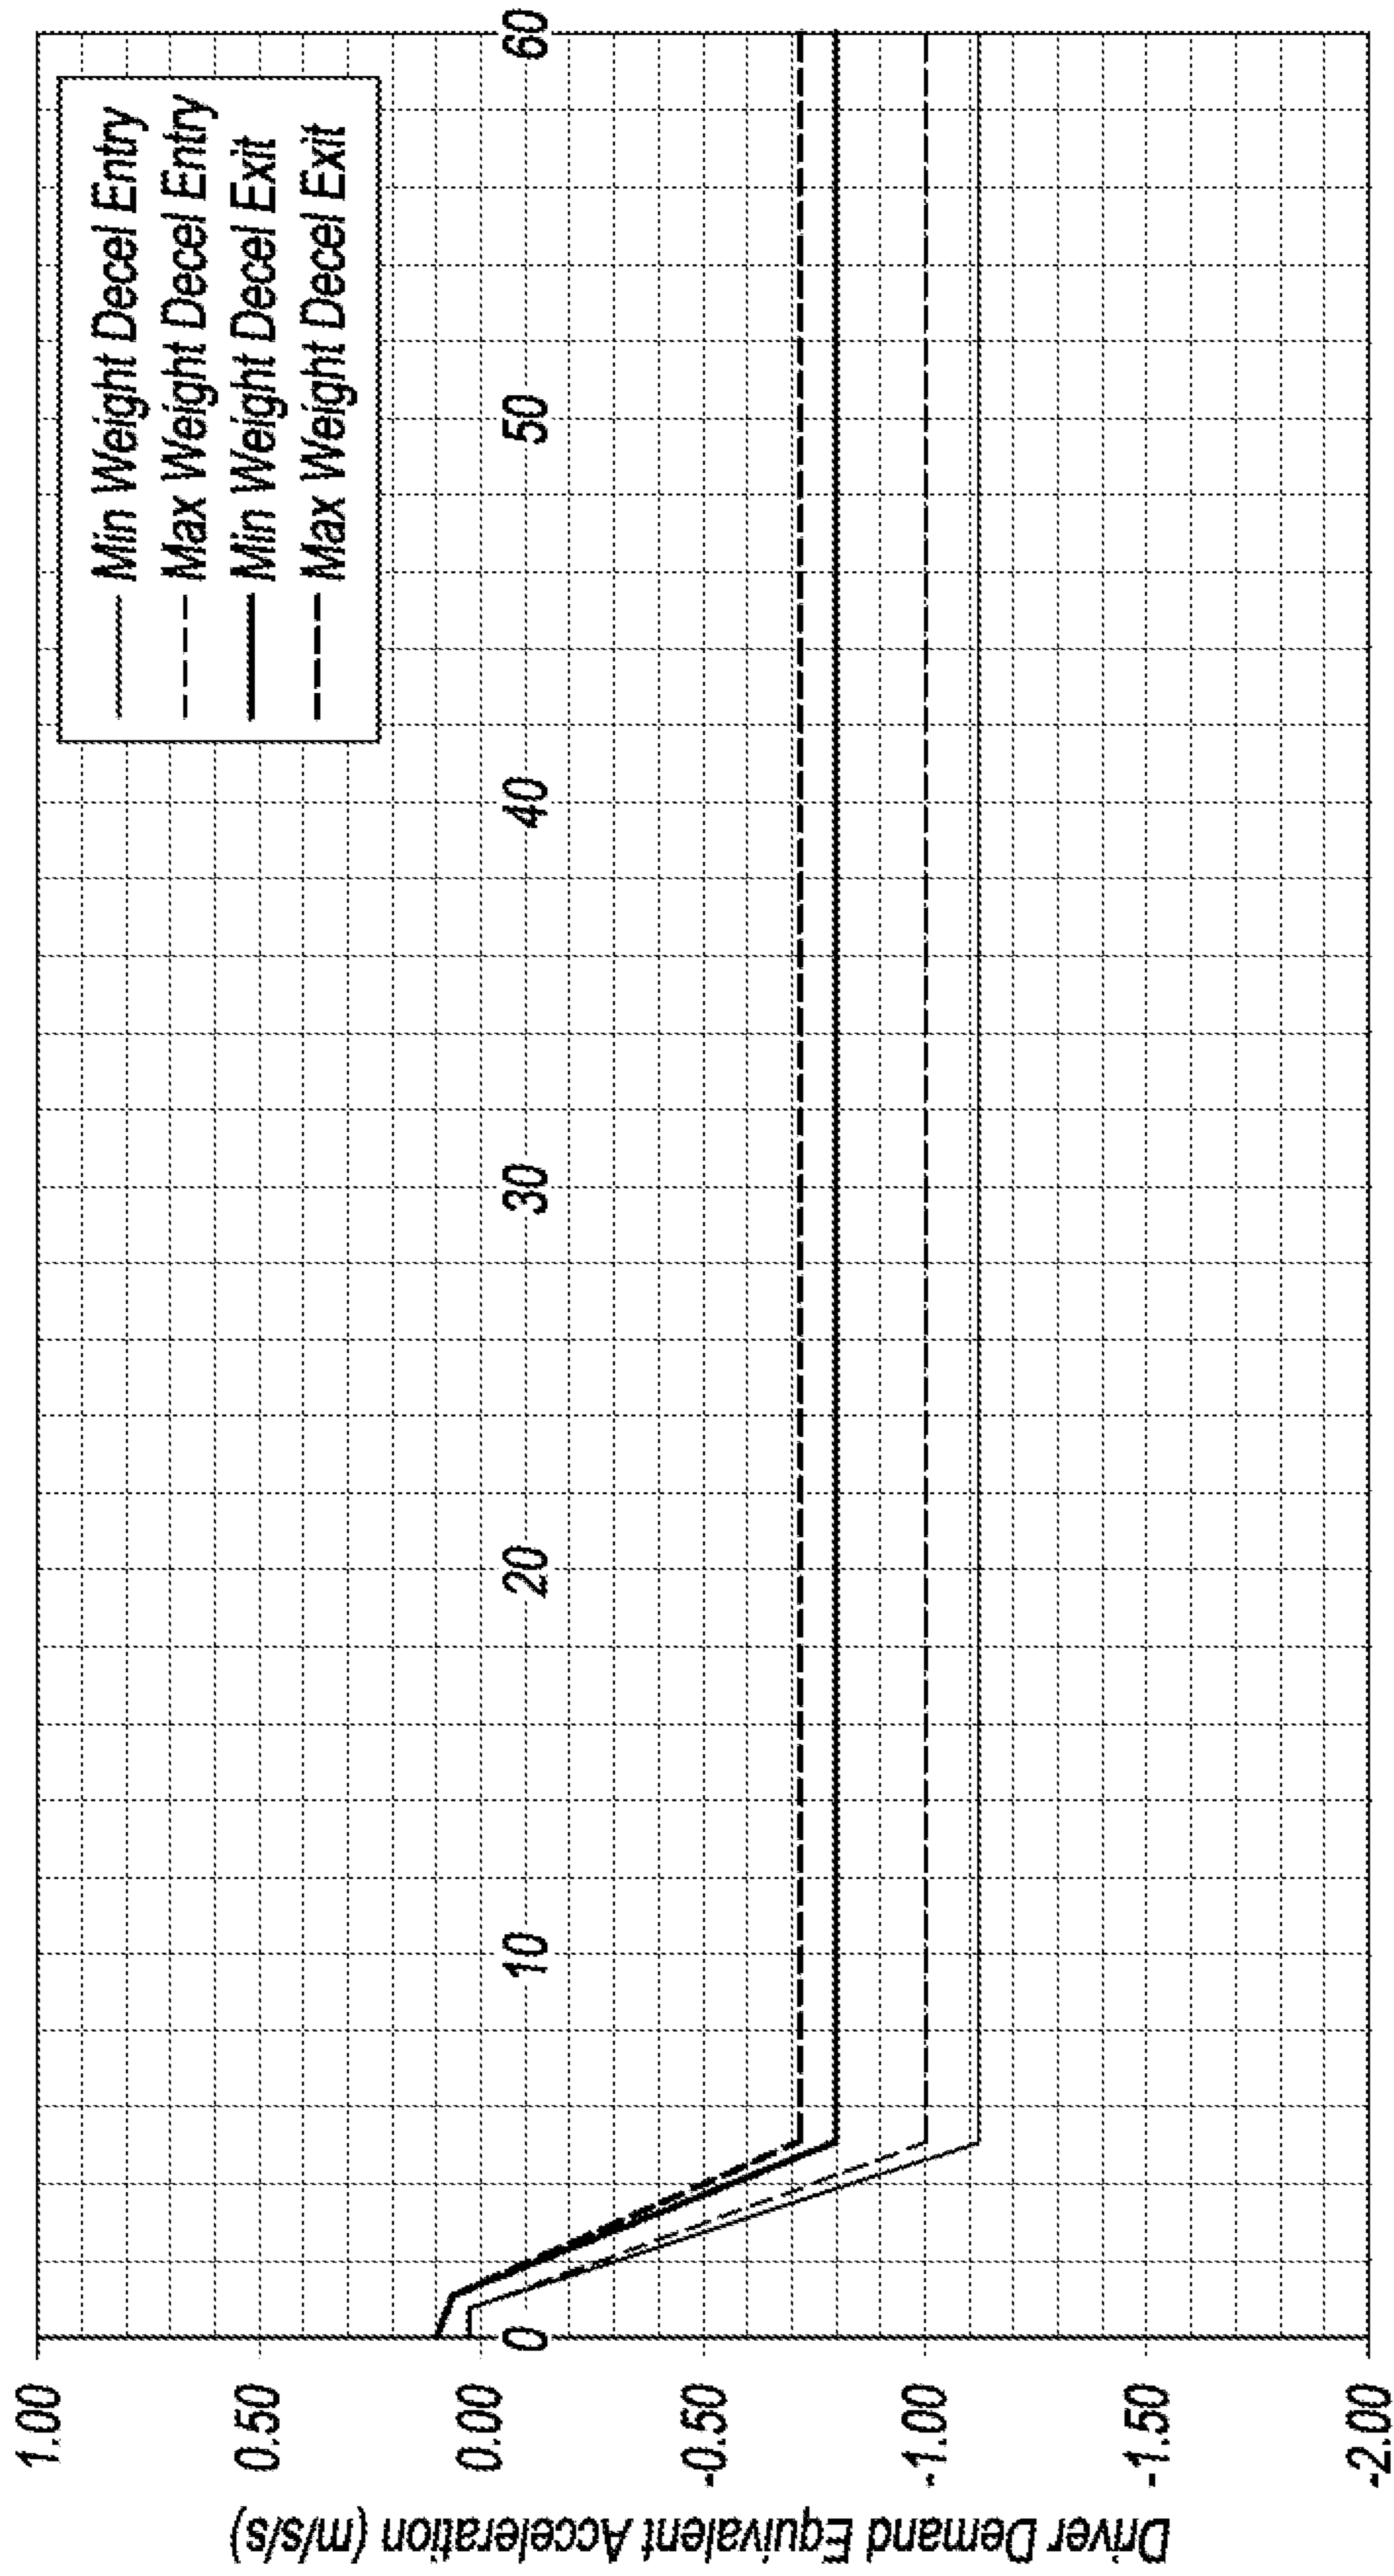 Driver Demand Equivalent Acceleration (m/s/s)
1.00
0.50
0.00
-0.50
-1.00
-1.50
-2.00
0
10
20
30
40
50
60
Min Weight Decel Entry
Max Weight Decel Entry
Min Weight Decel Exit
Max Weight Decel Exit